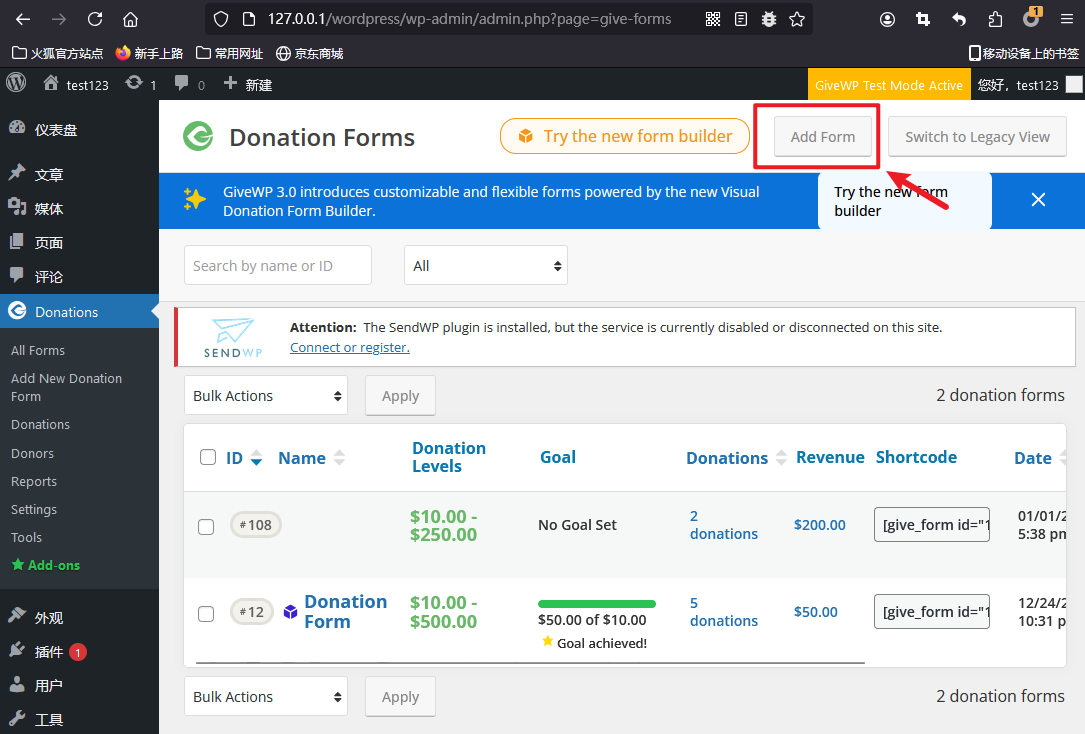 127.0.0.1/wordpress/wp-admin/admin.php?page=give-forms
1
火狐官方站点 新手上路 常用网址 京东商城 移动设备上的书签
test123 1 0 新建 GiveWP Test Mode Active 您好，test123
仪表盘
文章
媒体
页面
评论
Donations
All Forms
Add New Donation
Form
Donations
Donors
Reports
Settings
Tools
Add-ons
外观
插件 1
用户
工具
Donation Forms Try the new form builder Add Form Switch to Legacy View
GiveWP 3.0 introduces customizable and flexible forms powered by the new Visual
Donation Form Builder.
Try the new form
builder
Search by name or ID All
SENDWP
Attention: The SendWP plugin is installed, but the service is currently disabled or disconnected on this site.
Connect or register.
Bulk Actions Apply 2 donation forms
ID Name Donation Levels Goal Donations Revenue Shortcode Date
#108 $10.00 - $250.00 No Goal Set 2 donations $200.00 [give_form id="1 01/01/2
5:38 pm
#12 Donation Form $10.00 - $500.00 $50.00 of $10.00 5 donations $50.00 [give_form id="1 12/24/2
10:31 p
Goal achieved!
Bulk Actions Apply 2 donation forms